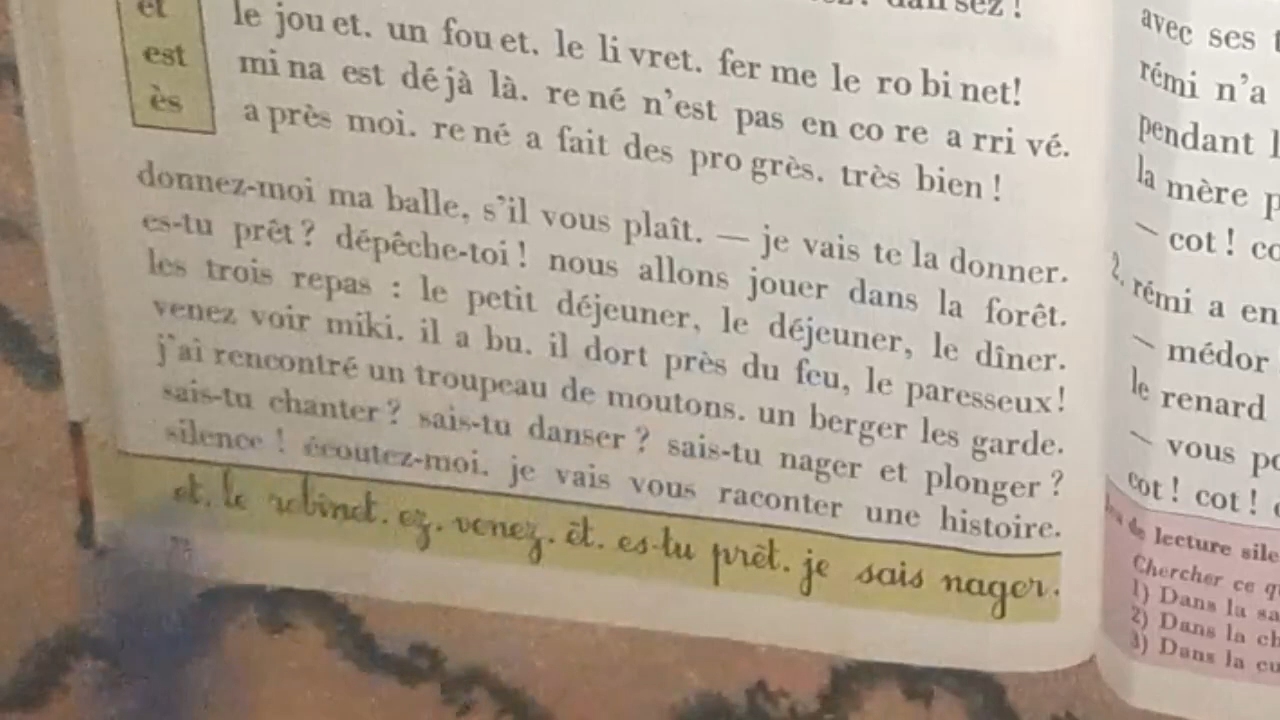 dansez !
et
est
ès
le jou et. un fou et. le li vret. fer me le ro bi net!
mi na est dé jà là. re né n'est pas en co re a rri vé.
a près moi. re né a fait des pro grès. très bien !
donnez-moi ma balle, s'il vous plaît. — je vais te la donner.
es-tu prêt ? dépêche-toi ! nous allons jouer dans la forêt.
les trois repas : le petit déjeuner, le déjeuner, le dîner.
venez voir miki. il a bu. il dort près du feu, le paresseux!
j'ai rencontré un troupeau de moutons. un berger les garde.
sais-tu chanter ? sais-tu danser ? sais-tu nager et plonger ?
silence ! écoutez-moi. je vais vous raconter une histoire.
et. le robinet. ez. venez. êt. es-tu prêt. je sais nager.
avec ses
rémi n'a
pendant
la mère
— cot !
2. rémi a en
— médor
le renard
— vous
cot ! cot !
de lecture
Chercher ce
1) Dans la
2) Dans la
3) Dans la